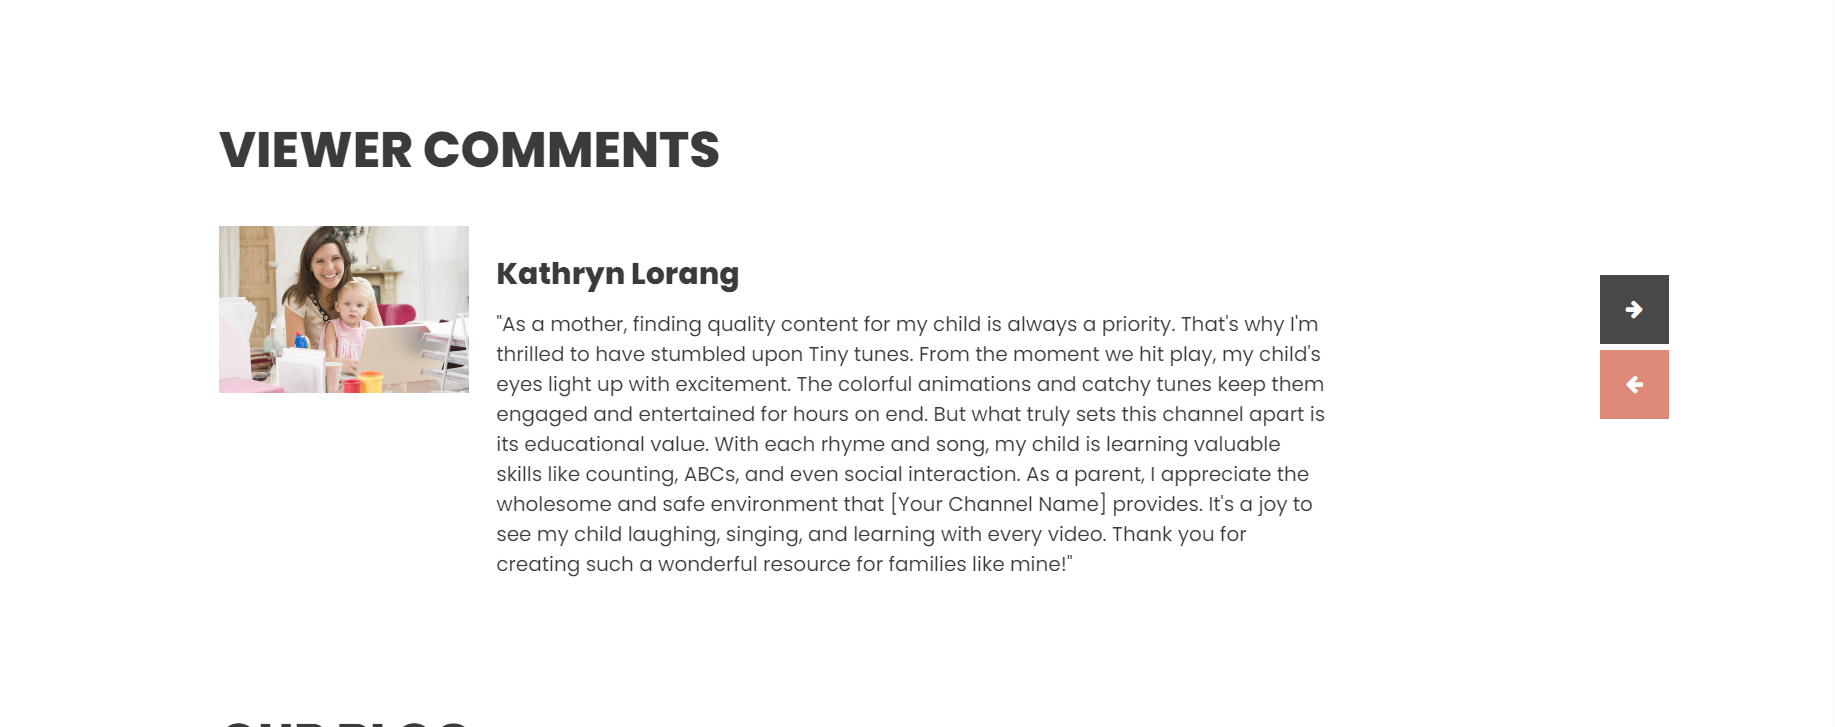 VIEWER COMMENTS
Kathryn Lorang
"As a mother, finding quality content for my child is always a priority. That's why I'm
thrilled to have stumbled upon Tiny tunes. From the moment we hit play, my child's
eyes light up with excitement. The colorful animations and catchy tunes keep them
engaged and entertained for hours on end. But what truly sets this channel apart is
its educational value. With each rhyme and song, my child is learning valuable
skills like counting, ABCs, and even social interaction. As a parent, I appreciate the
wholesome and safe environment that [Your Channel Name] provides. It's a joy to
see my child laughing, singing, and learning with every video. Thank you for
creating such a wonderful resource for families like mine!"
OUR BLOG